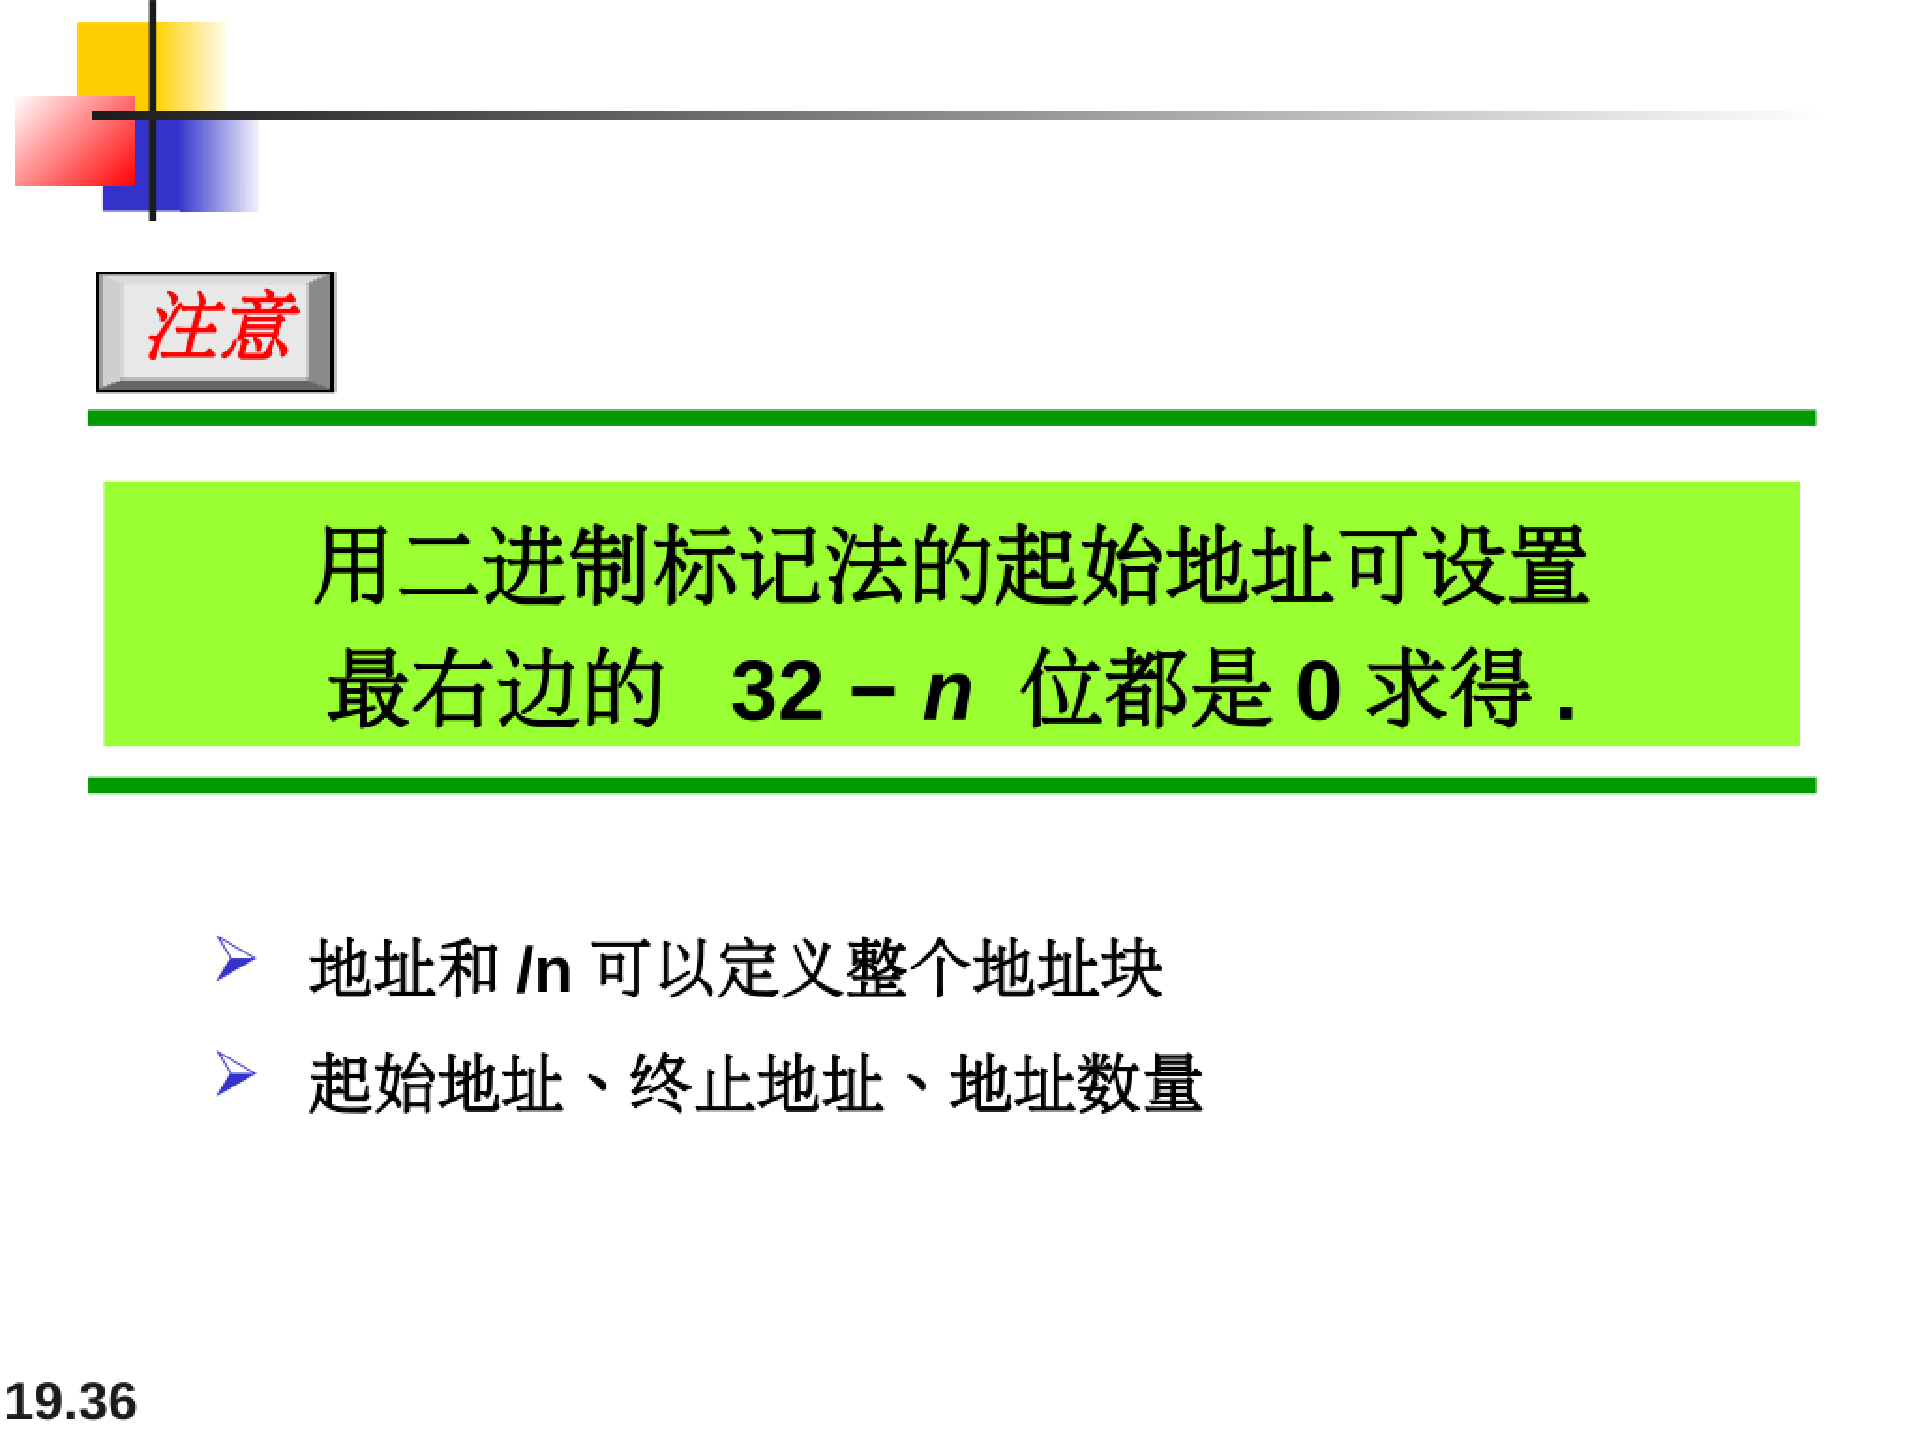 注意
用二进制标记法的起始地址可设置
最右边的 32 – n 位都是 0 求得 .
地址和 /n 可以定义整个地址块
起始地址、终止地址、地址数量
19.36